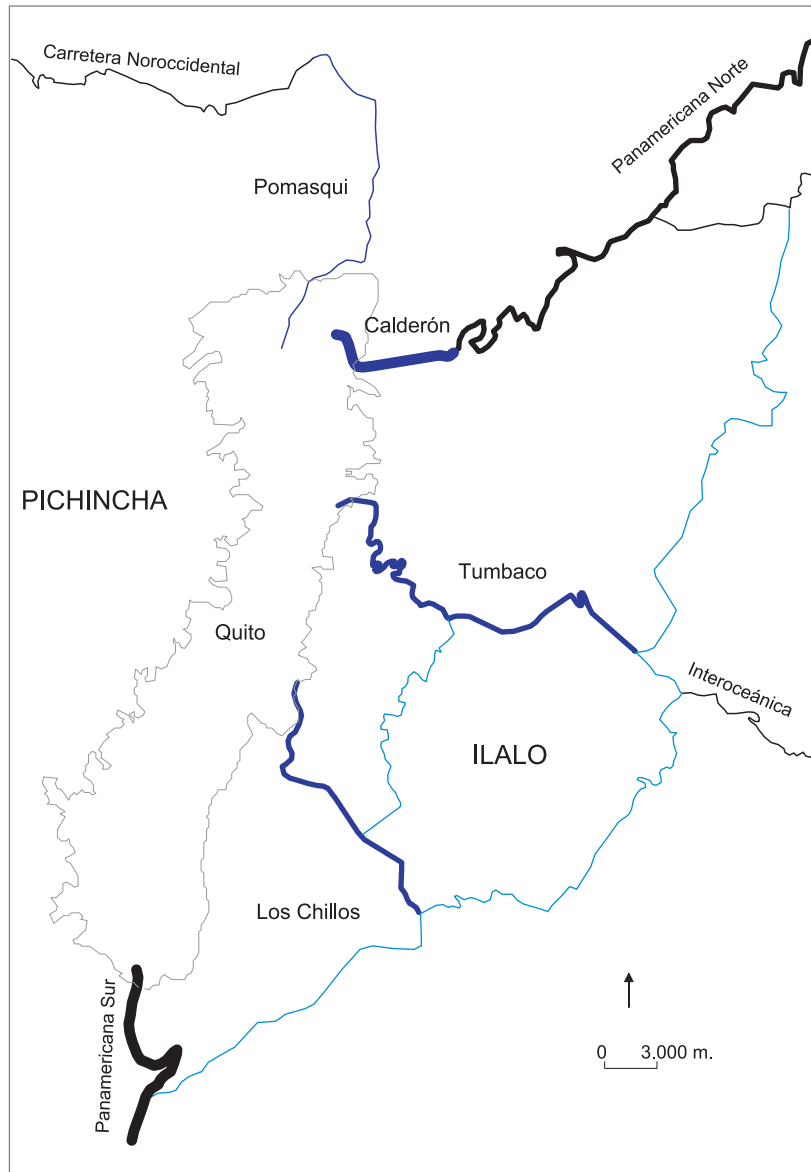 Carretera Noroccidental
Panamericana Norte
Pomasqui
Calderón
PICHINCHA
Tumbaco
Quito
Interoceánica
ILALO
Los Chillos
Panamericana Sur
0 3.000 m.